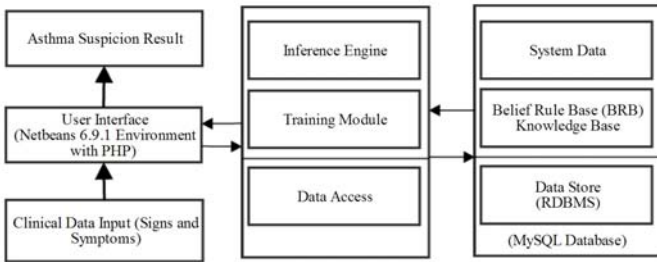 Asthma Suspicion Result
User Interface
(Netbeans 6.9.1 Environment
with PHP)
Clinical Data Input (Signs and
Symptoms)
Inference Engine
Training Module
Data Access
System Data
Belief Rule Base (BRB)
Knowledge Base
Data Store
(RDBMS)
(MySQL Database)